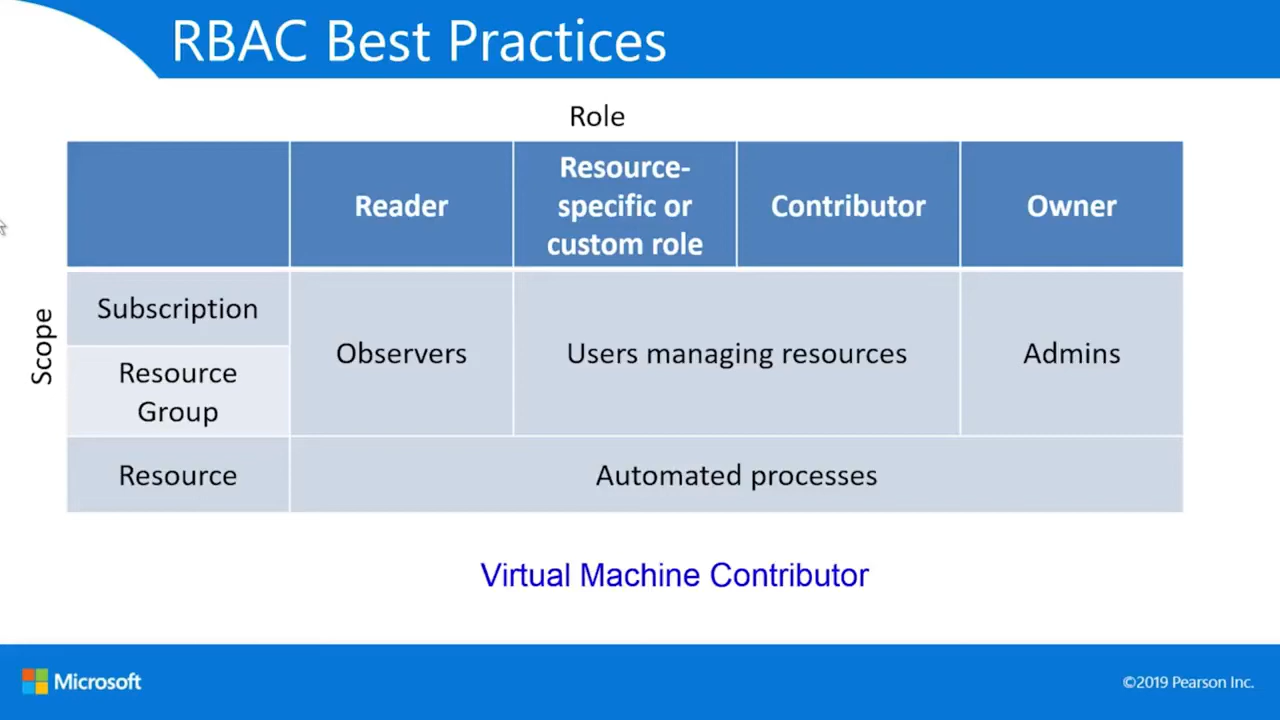 RBAC Best Practices
Role
Reader
Resource-
specific or
custom role
Contributor
Owner
Scope
Subscription
Resource
Group
Observers
Users managing resources
Admins
Resource
Automated processes
Virtual Machine Contributor
Microsoft
©2019 Pearson Inc.